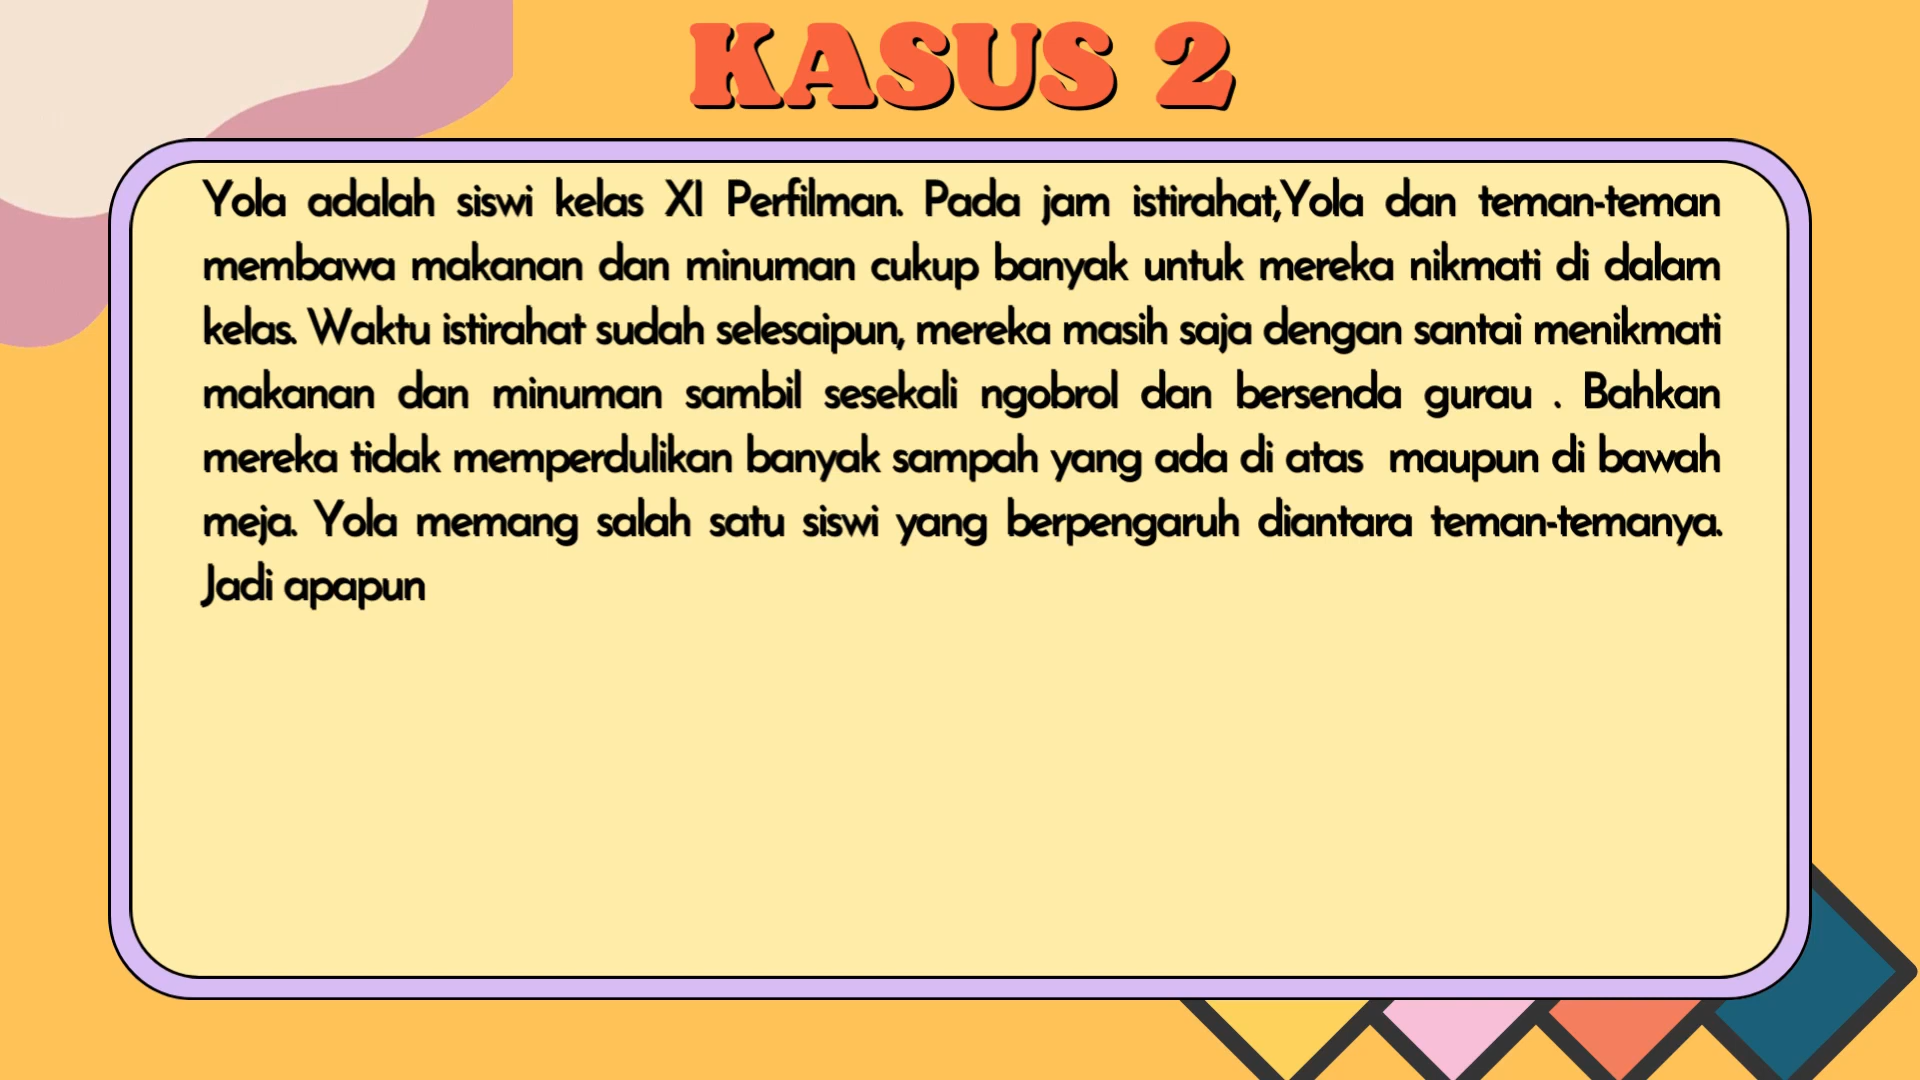 KASUS 2
Yola adalah siswi kelas XI Perfilman. Pada jam istirahat,Yola dan teman-teman
membawa makanan dan minuman cukup banyak untuk mereka nikmati di dalam
kelas. Waktu istirahat sudah selesaipun, mereka masih saja dengan santai menikmati
makanan dan minuman sambil sesekali ngobrol dan bersenda gurau . Bahkan
mereka tidak memperdulikan banyak sampah yang ada di atas  maupun di bawah
meja. Yola memang salah satu siswi yang berpengaruh diantara teman-temanya.
Jadi apapun